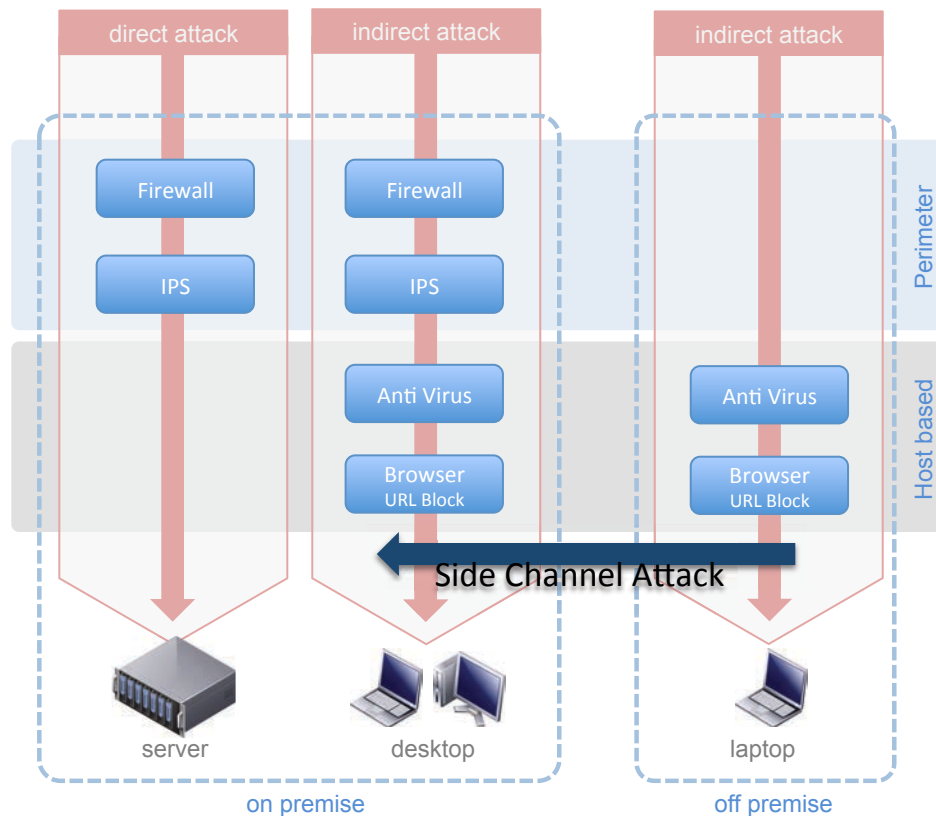 direct attack
indirect attack
indirect attack
Firewall
Firewall
Perimeter
IPS
IPS
Anti Virus
Anti Virus
Host based
Browser
URL Block
Browser
URL Block
Side Channel Attack
server
desktop
laptop
on premise
off premise